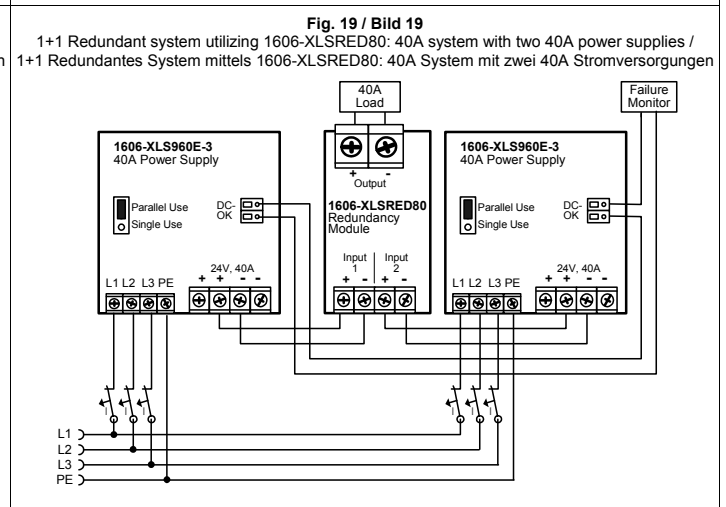 Fig. 19 / Bild 19
1+1 Redundant system utilizing 1606-XLSRED80: 40A system with two 40A power supplies /
n
1+1 Redundantes System mittels 1606-XLSRED80: 40A System mit zwei 40A Stromversorgungen
40A
Load
Failure
Monitor
1606-XLS960E-3
40A Power Supply
Parallel Use
Single Use
DC-
OK
24V, 40A
+ + - -
L1 L2 L3 PE
+ -
Output
1606-XLSRED80
Redundancy
Module
Input
1
Input
2
+ - + -
1606-XLS960E-3
40A Power Supply
Parallel Use
Single Use
DC-
OK
24V, 40A
+ + - -
L1 L2 L3 PE
I I I
I I I
L1
L2
L3
PE